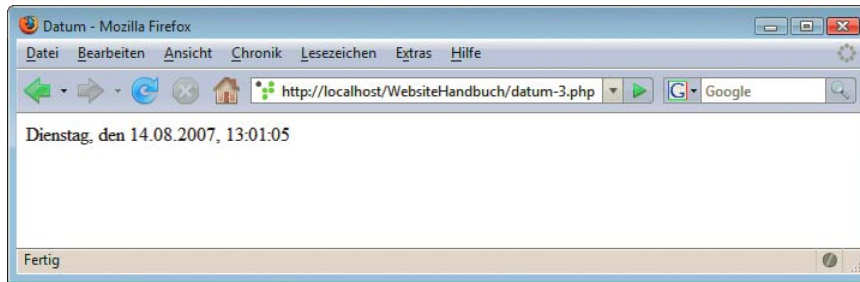 Datum - Mozilla Firefox
Datei Bearbeiten Ansicht Chronik Lesezeichen Extras Hilfe
http://localhost/WebsiteHandbuch/datum-3.php G Google
Dienstag, den 14.08.2007, 13:01:05
Fertig